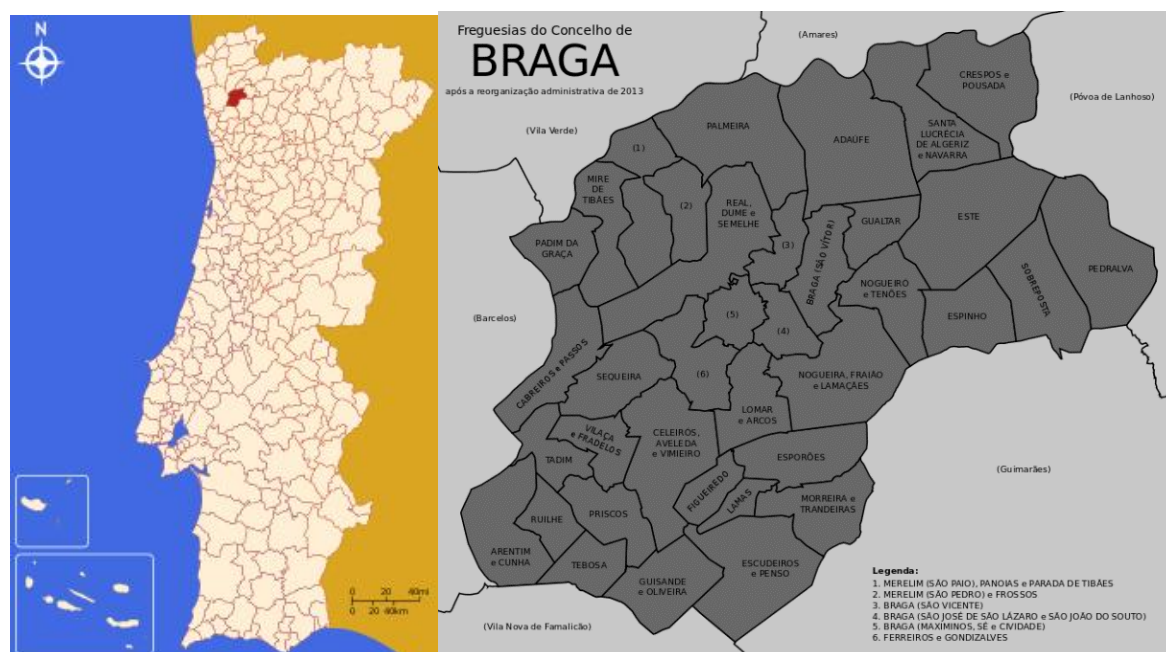 N
0 20 40mi
0 20 40km
Freguesias do Concelho de
BRAGA
após a reorganização administrativa de 2013
(Amares)
(Vila Verde)
(Póvoa de Lanhoso)
(Barcelos)
(Guimarães)
(Vila Nova de Famalicão)
CRESPOS e
POUSADA
PALMEIRA
ADAÚFE
SANTA
LUCRÉCIA
DE ALGERIZ
e NAVARRA
(1)
MIRE
DE
TIBÃES
(2)
REAL,
DUME e
SEMELHE
(3)
BRAGA (SÃO VÍTOR)
GUALTAR
ESTE
PADIM DA
GRAÇA
PEDRALVA
NOGUEIRÓ
e TENÕES
SOBREPOSTA
ESPINHO
(5)
(4)
CABREIROS e PASSOS
SEQUEIRA
(6)
NOGUEIRA, FRAIÃO
e LAMAÇÃES
LOMAR
e ARCOS
VILAÇA
e FRADELOS
CELEIRÓS,
AVELEDA
e VIMIEIRO
TADIM
ESPORÕES
FIGUEIREDO
LAMAS
MORREIRA e
TRANDEIRAS
RUILHE
PRISCOS
ARENTIM
e CUNHA
TEBOSA
GUISANDE
e OLIVEIRA
ESCUDEIROS
e PENSO
Legenda:
1. MERELIM (SÃO PAIO), PANOIAS e PARADA DE TIBÃES
2. MERELIM (SÃO PEDRO) e FROSSOS
3. BRAGA (SÃO VICENTE)
4. BRAGA (SÃO JOSÉ DE SÃO LÁZARO e SÃO JOÃO DO SOUTO)
5. BRAGA (MAXIMINOS, SÉ e CIVIDADE)
6. FERREIROS e GONDIZALVES